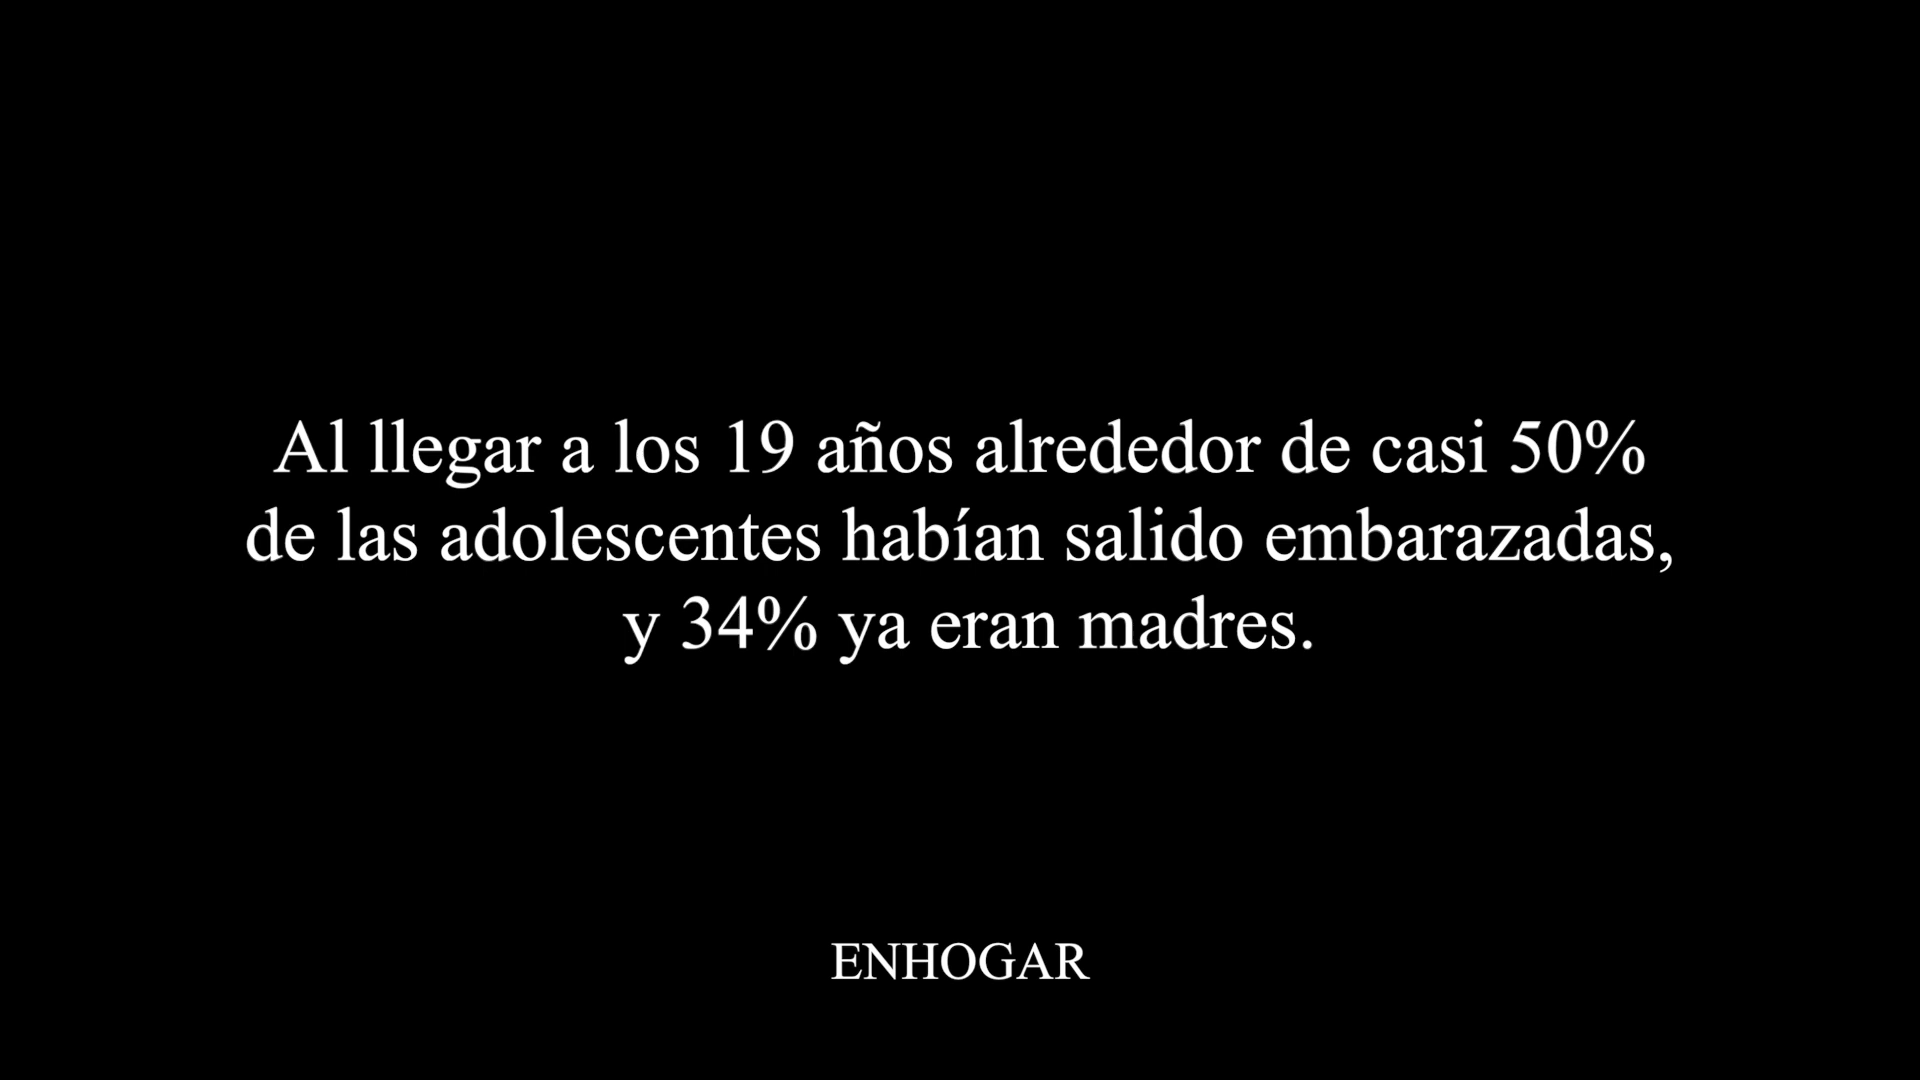 Al llegar a los 19 años alrededor de casi 50%
de las adolescentes habían salido embarazadas,
y 34% ya eran madres.
ENHOGAR